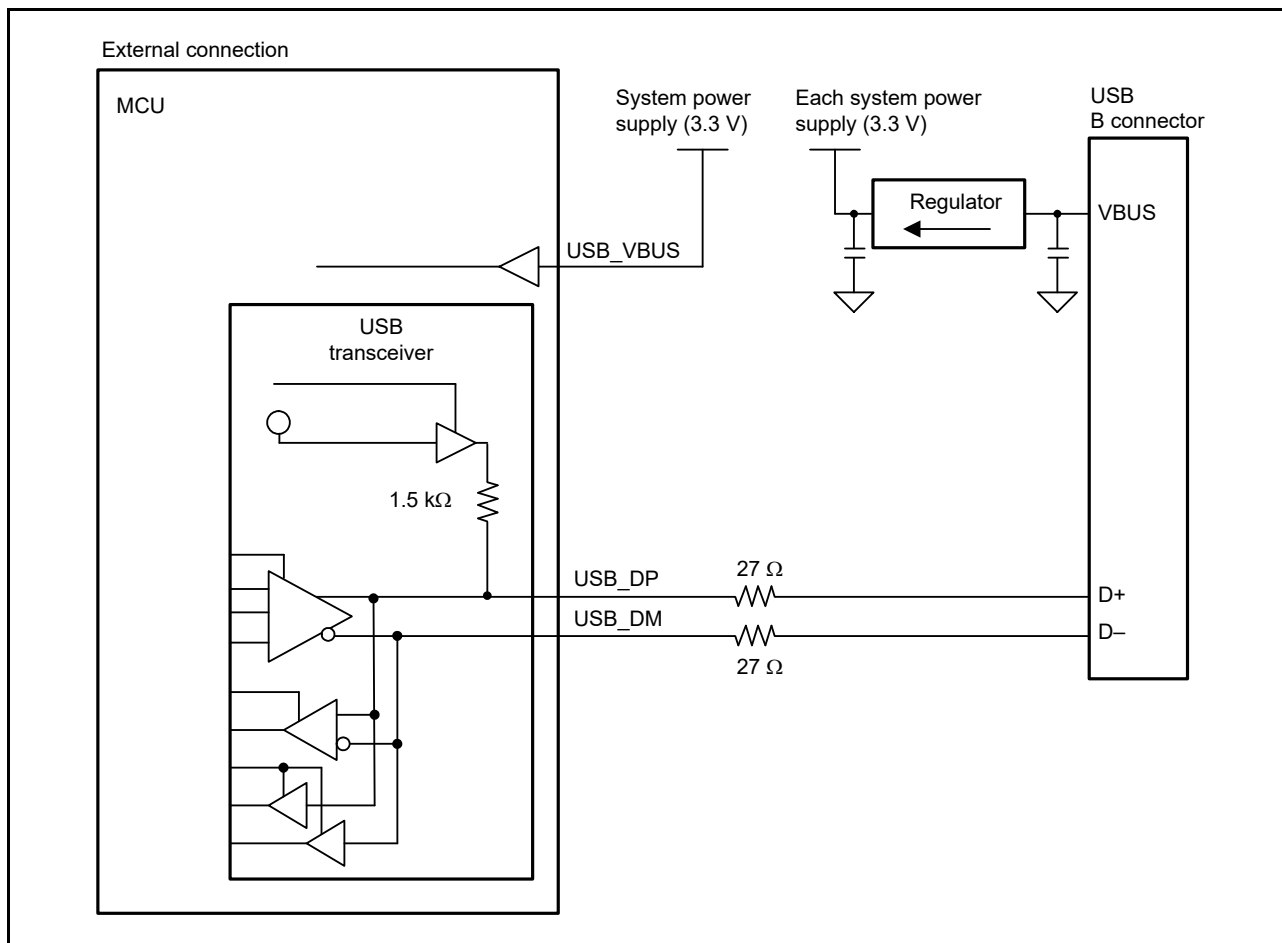 External connection
MCU
System power
supply (3.3 V)
Each system power
supply (3.3 V)
USB
B connector
Regulator
VBUS
USB_VBUS
USB
transceiver
1.5 kΩ
USB_DP
27 Ω
D+
USB_DM
D–
27 Ω